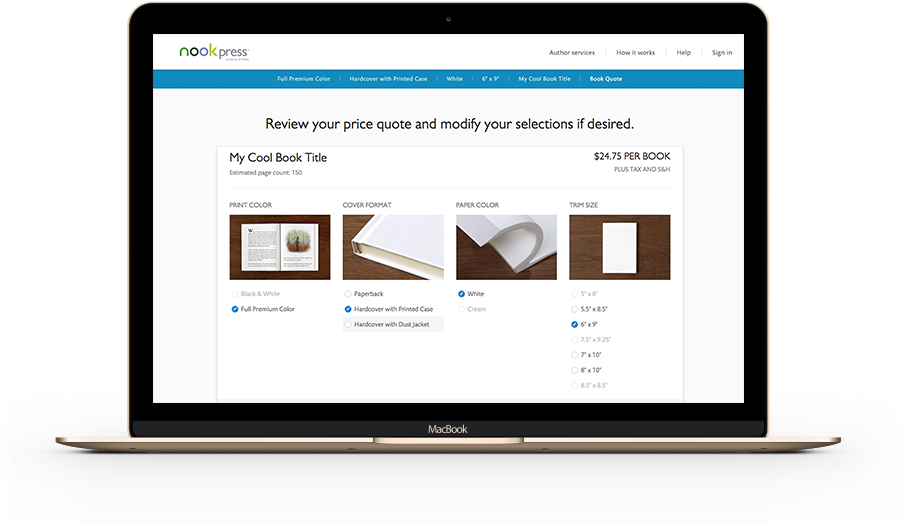 nookpress
by Barnes & Noble
Author services
How it works
Help
Sign in
Full Premium Color
Hardcover with Printed Case
White
6" x 9"
My Cool Book Title
Book Quote
Review your price quote and modify your selections if desired.
My Cool Book Title
$24.75 PER BOOK
Estimated page count: 150
PLUS TAX AND S&H
PRINT COLOR
COVER FORMAT
PAPER COLOR
TRIM SIZE
Black & White
Full Premium Color
Paperback
Hardcover with Printed Case
Hardcover with Dust Jacket
White
Cream
5" x 8"
5.5" x 8.5"
6" x 9"
7.5" x 9.25"
7" x 10"
8" x 10"
8.5" x 8.5"
MacBook